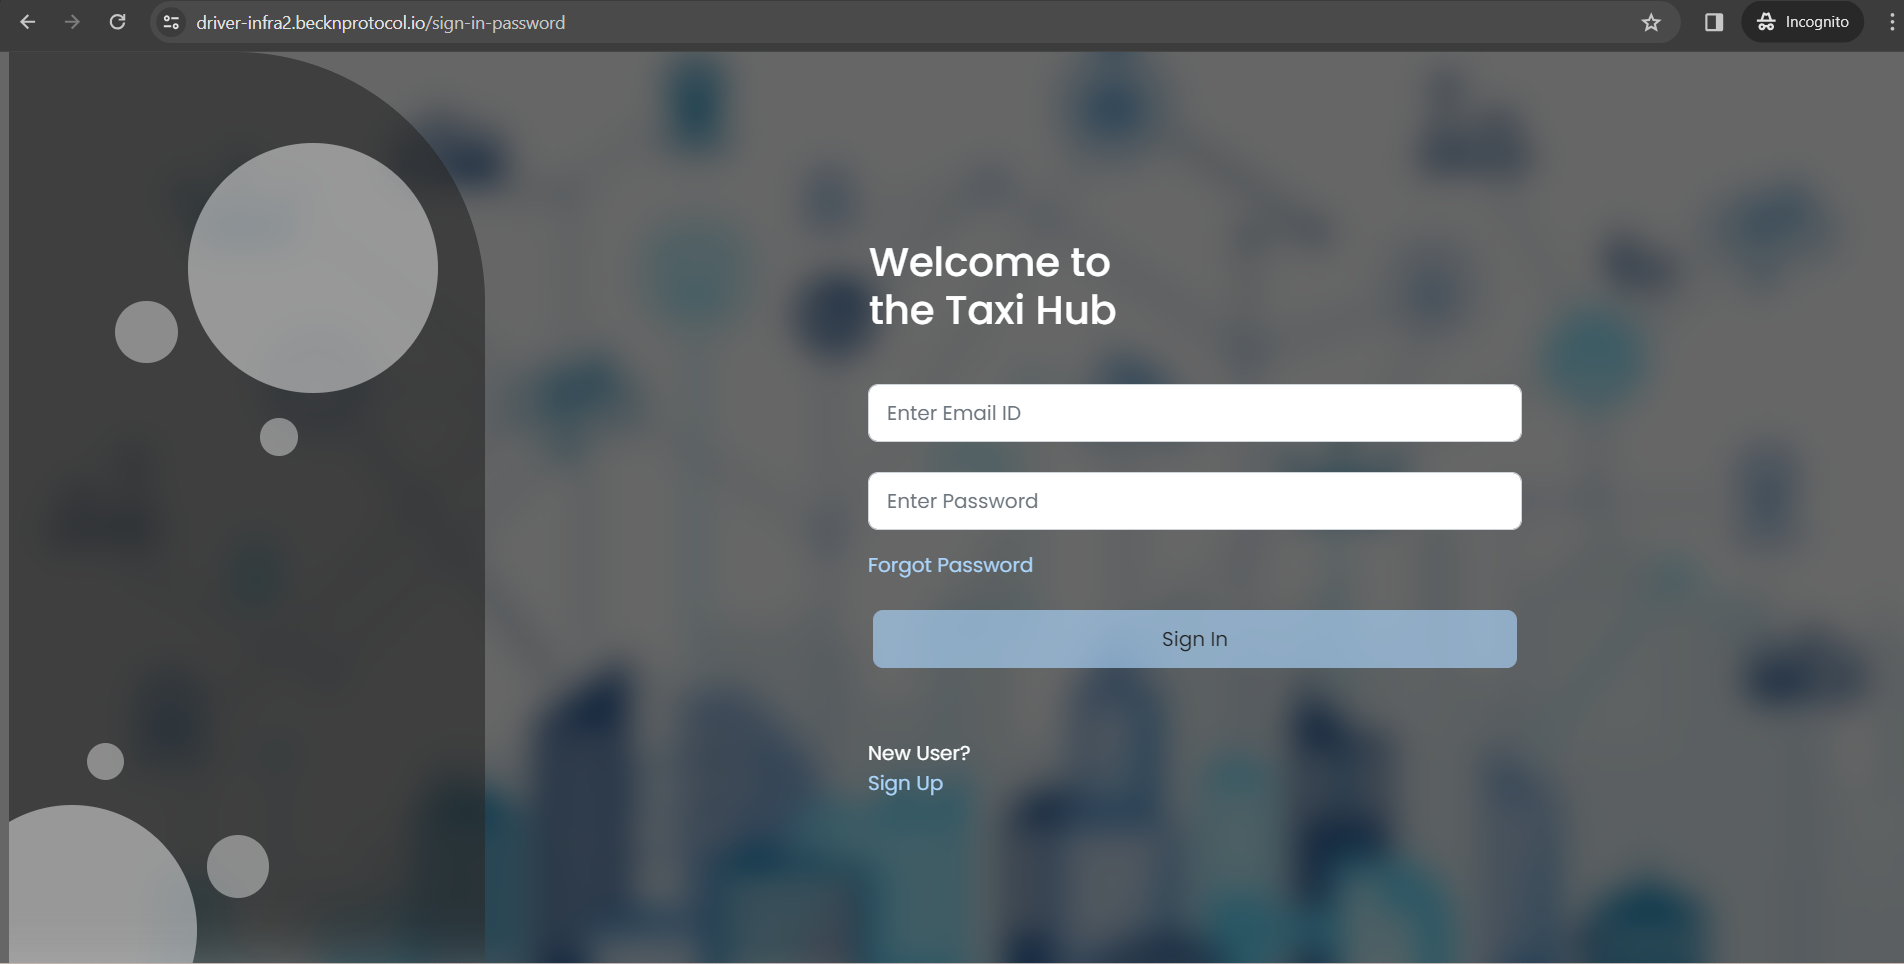 driver-infra2.becknprotocol.io/sign-in-password
Incognito
Welcome to
the Taxi Hub
Enter Email ID
Enter Password
Forgot Password
Sign In
New User?
Sign Up